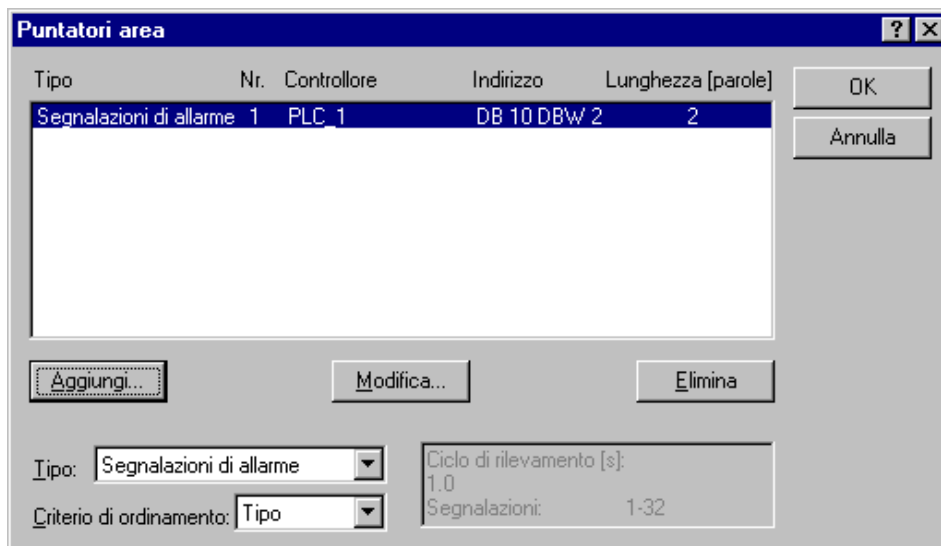 Puntatori area
Tipo Nr. Controllore Indirizzo Lunghezza [parole]
Segnalazioni di allarme 1 PLC_1 DB 10 DBW 2 2
OK
Annulla
Aggiungi... Modifica... Elimina
Tipo: Segnalazioni di allarme
Criterio di ordinamento: Tipo
Ciclo di rilevamento [s]:
1.0
Segnalazioni: 1-32